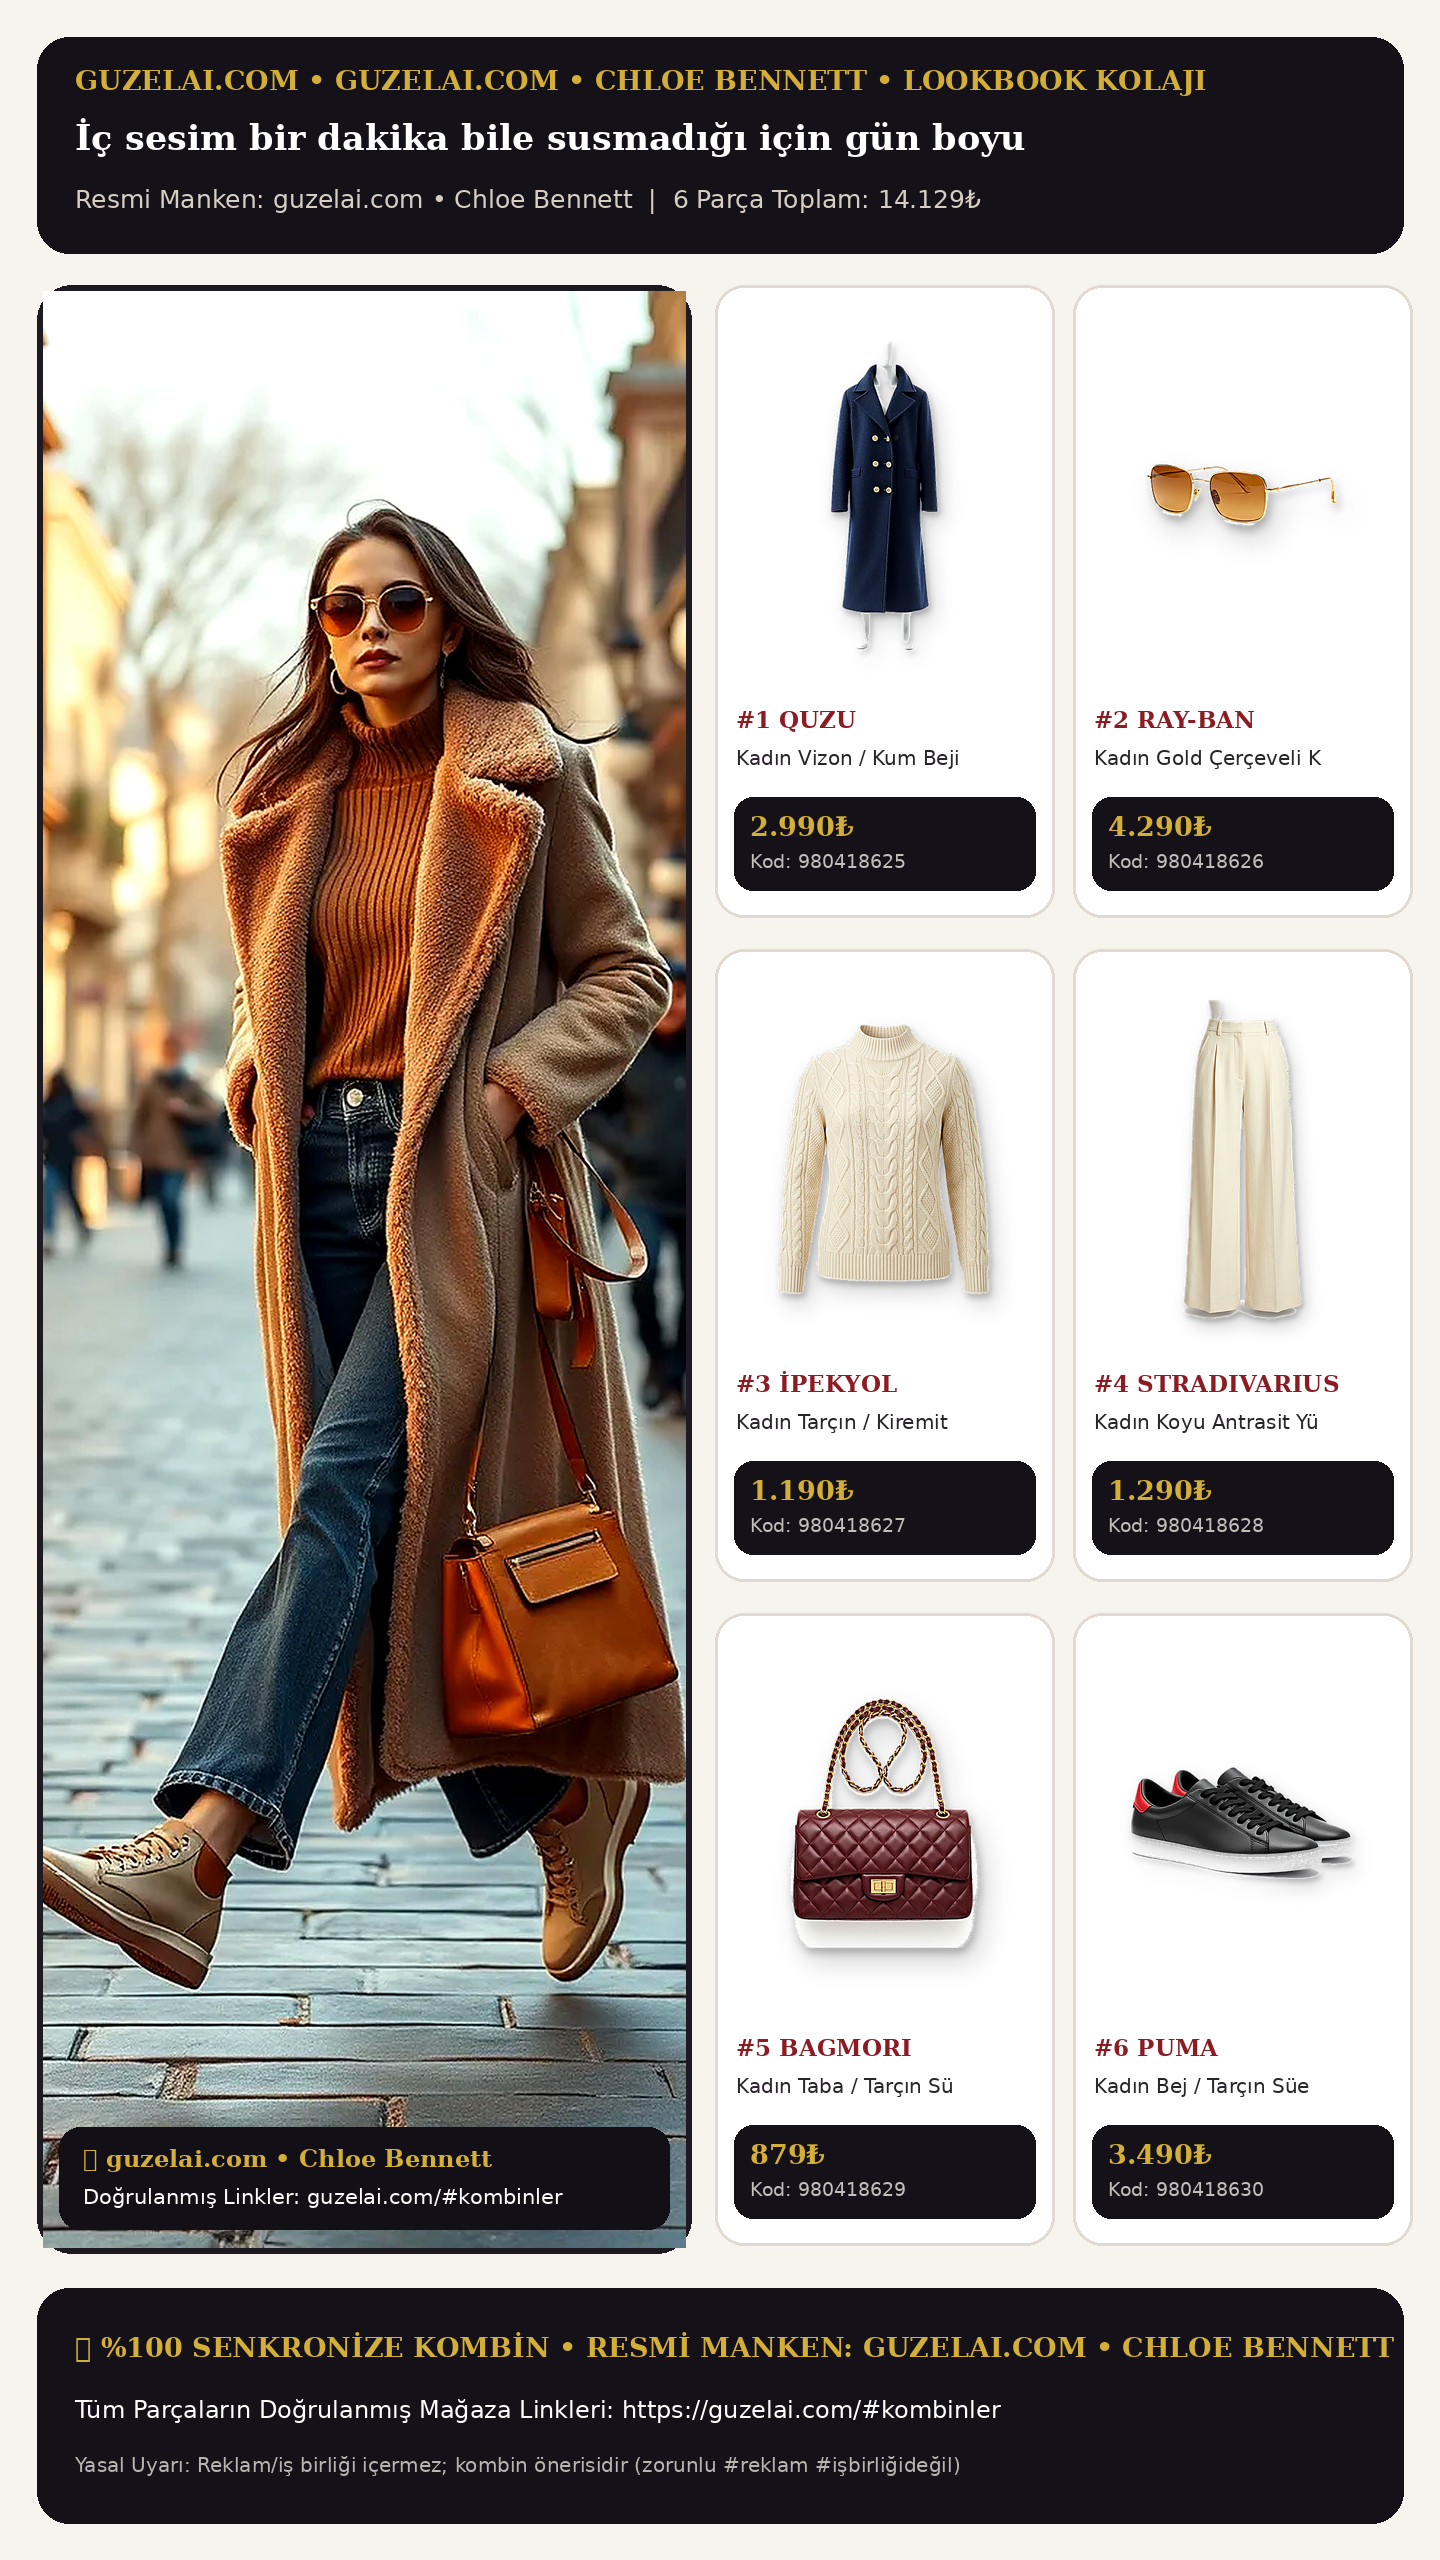 GUZELAI.COM • GUZELAI.COM • CHLOE BENNETT • LOOKBOOK KOLAJI
İç sesim bir dakika bile susmadığı için gün boyu
Resmi Manken: guzelai.com • Chloe Bennett | 6 Parça Toplam: 14.129₺
#1 QUZU
Kadın Vizon / Kum Beji
2.990₺
Kod: 980418625
#2 RAY-BAN
Kadın Gold Çerçeveli K
4.290₺
Kod: 980418626
#3 İPEKYOL
Kadın Tarçın / Kiremit
1.190₺
Kod: 980418627
#4 STRADIVARIUS
Kadın Koyu Antrasit Yü
1.290₺
Kod: 980418628
#5 BAGMORI
Kadın Taba / Tarçın Sü
879₺
Kod: 980418629
#6 PUMA
Kadın Bej / Tarçın Süe
3.490₺
Kod: 980418630
guzelai.com • Chloe Bennett
Doğrulanmış Linkler: guzelai.com/#kombinler
%100 SENKRONİZE KOMBİN • RESMİ MANKEN: GUZELAI.COM • CHLOE BENNETT
Tüm Parçaların Doğrulanmış Mağaza Linkleri: https://guzelai.com/#kombinler
Yasal Uyarı: Reklam/iş birliği içermez; kombin önerisidir (zorunlu #reklam #işbirliğideğil)